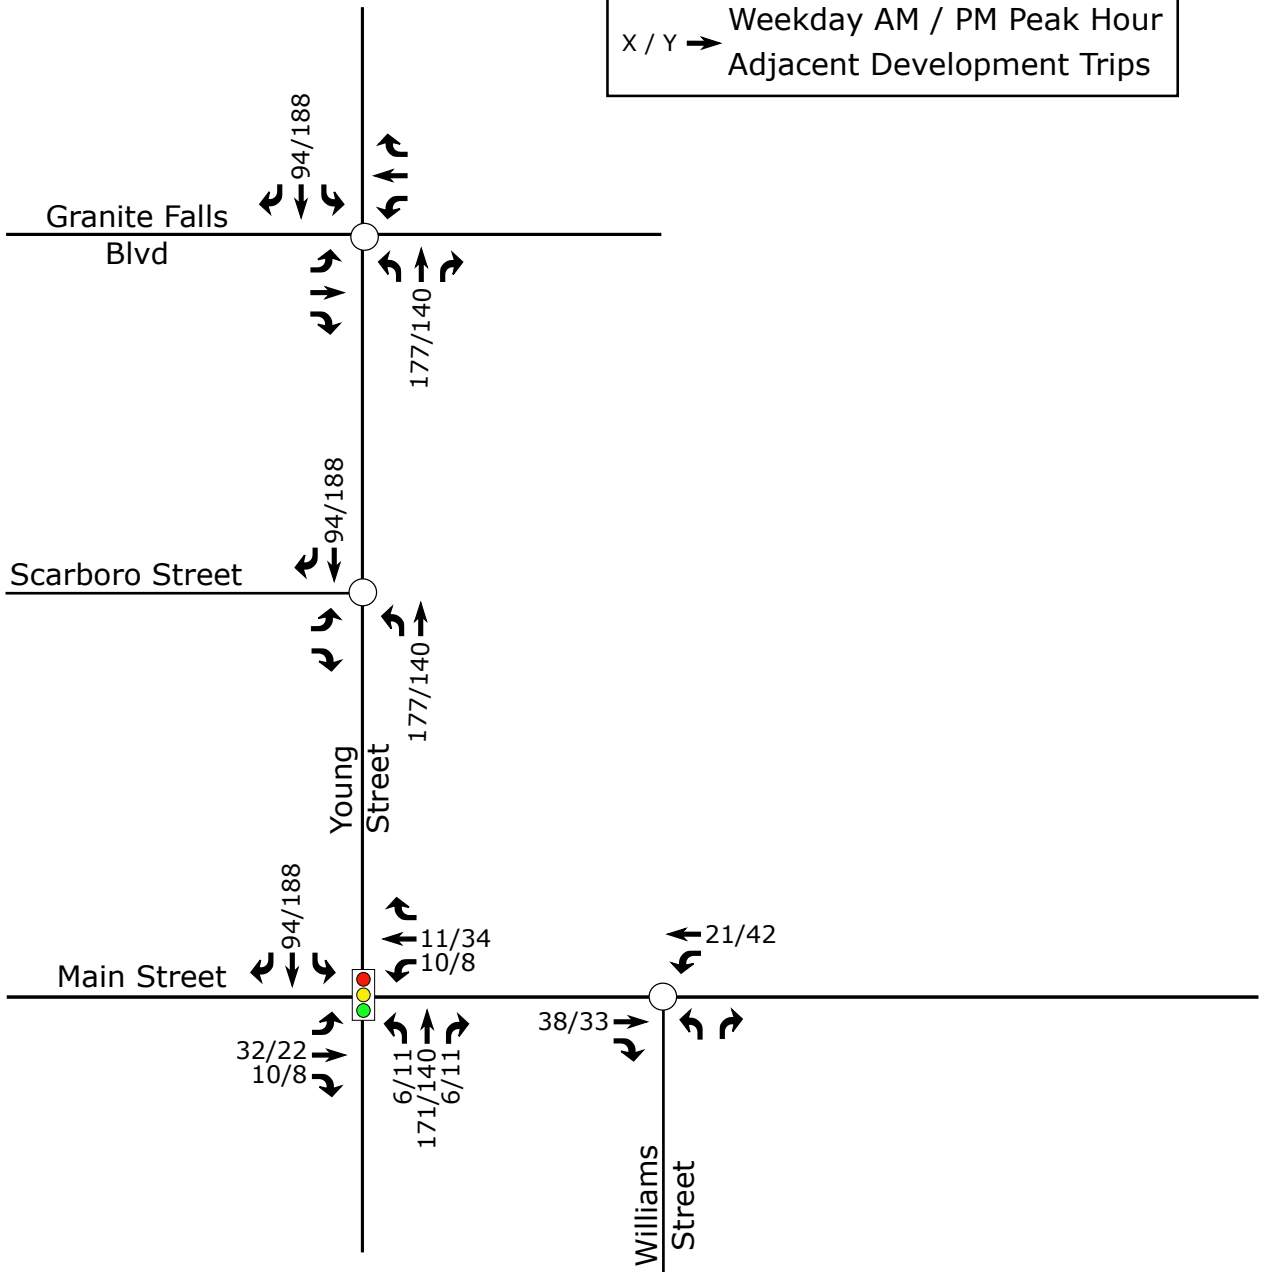 Weekday AM / PM Peak Hour
X / Y
Adjacent Development Trips
94/188
Granite Falls
Blvd
177/140
94/188
Scarboro Street
177/140
Young
Street
94/188
11/34
10/8
Main Street
21/42
38/33
32/22
10/8
6/11
171/140
6/11
Williams
Street